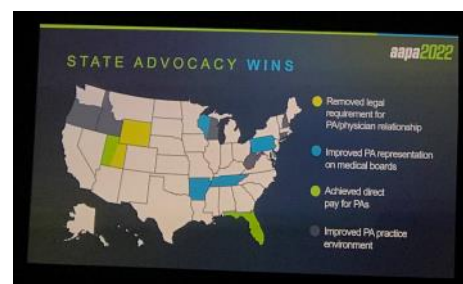 aapa2022
STATE ADVOCACY WINS
Removed legal
requirement for
PA/physician relationship
Improved PA representation
on medical boards
Achieved direct
pay for PAs
Improved PA practice
environment